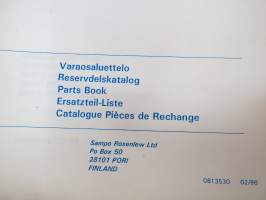 Varaosaluettelo
Reservdelskatalog
Parts Book
Ersatzteil-Liste
Catalogue Pièces de Rechange
Sampo Rosenlew Ltd
Po Box 50
28101 PORI
FINLAND
0813530 02/96